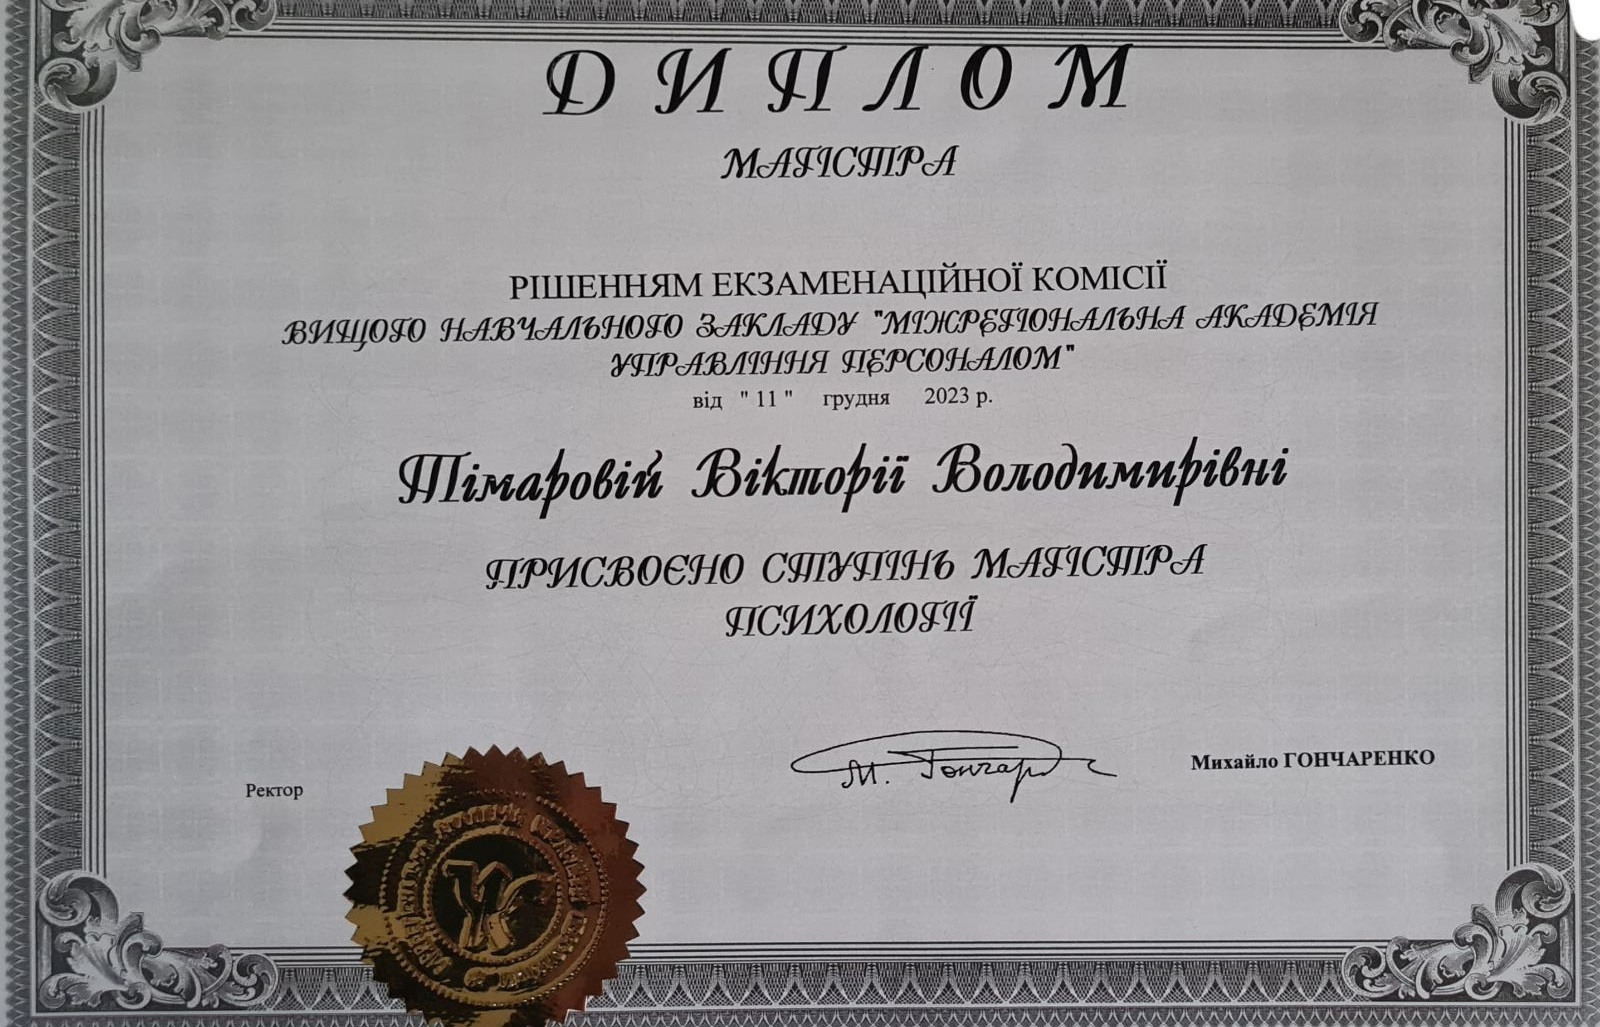 ДИПЛОМ
МАГІСТРА
РІШЕННЯМ ЕКЗАМЕНАЦІЙНОЇ КОМІСІЇ
ВИЩОГО НАВЧАЛЬНОГО ЗАКЛАДУ "МІЖРЕГІОНАЛЬНА АКАДЕМІЯ
УПРАВЛІННЯ ПЕРСОНАЛОМ"
від " 11 " грудня 2023 р.
Тімаровій Вікторії Володимирівні
ПРИСВОЄНО СТУПІНЬ МАГІСТРА
ПСИХОЛОГІЇ
М. Гончар
Михайло ГОНЧАРЕНКО
Ректор